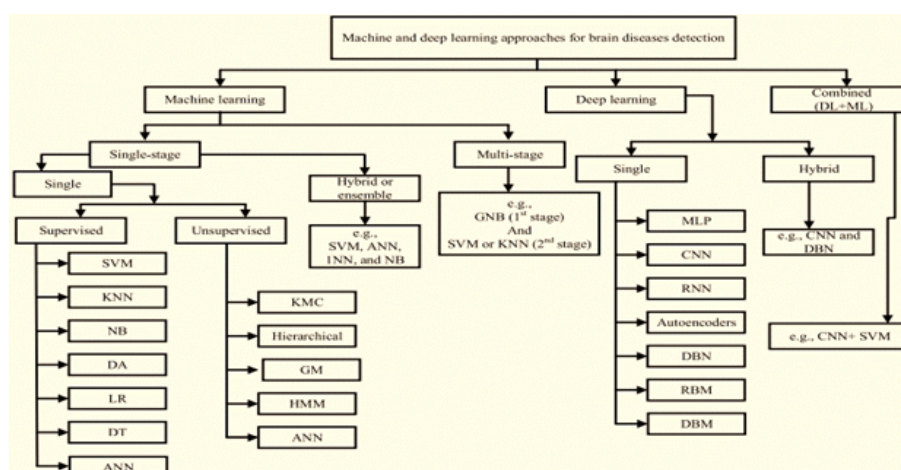 Machine and deep learning approaches for brain diseases detection
Machine learning
Deep learning
Combined
(DL+ML)
Single-stage
Multi-stage
Single
Hybrid
Single
Hybrid or
ensemble
e.g.,
GNB (1st stage)
And
SVM or KNN (2nd stage)
Supervised
Unsupervised
e.g.,
SVM, ANN,
1NN, and NB
MLP
e.g., CNN and
DBN
SVM
CNN
KNN
KMC
RNN
NB
Hierarchical
Autoencoders
e.g., CNN+ SVM
DA
GM
DBN
LR
HMM
RBM
DT
ANN
DBM
ANN